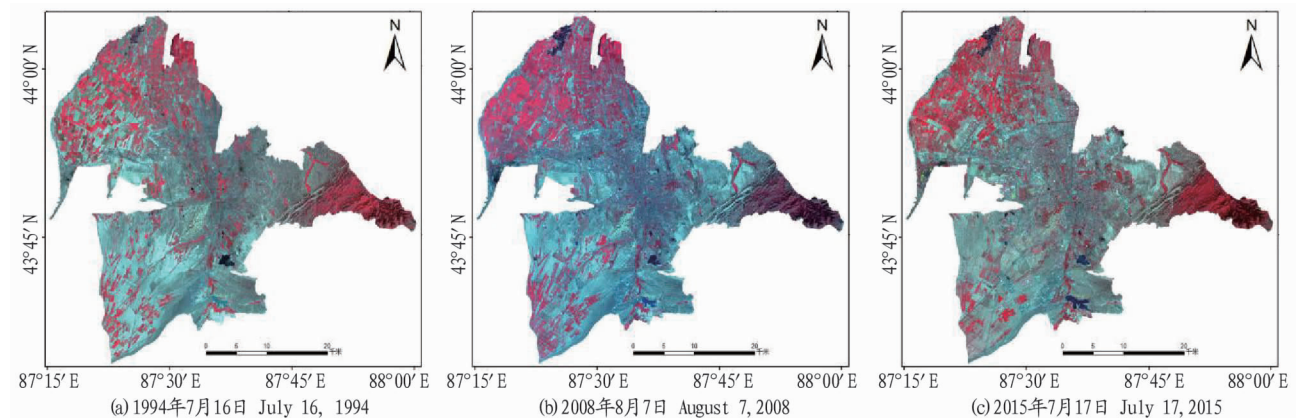 N
N
N
44°00′ N
44°00′ N
44°00′ N
43°45′ N
43°45′ N
43°45′ N
0 5 10 20 千米
0 5 10 20 千米
0 5 10 20 千米
87°15′ E 87°30′ E 87°45′ E 88°00′ E
87°15′ E 87°30′ E 87°45′ E 88°00′ E
87°15′ E 87°30′ E 87°45′ E 88°00′ E
(a) 1994年7月16日 July 16, 1994
(b) 2008年8月7日 August 7, 2008
(c) 2015年7月17日 July 17, 2015